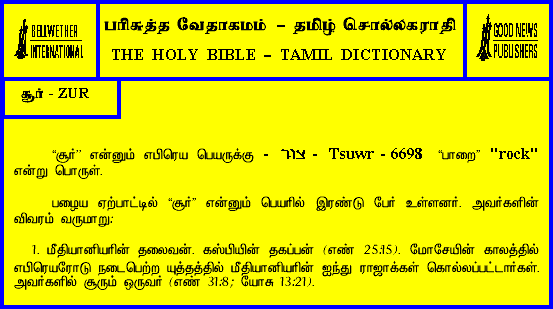 BELLWETHER
INTERNATIONAL
பரிசுத்த வேதாகமம் – தமிழ் சொல்லகராதி
THE HOLY BIBLE – TAMIL DICTIONARY
GOOD NEWS
PUBLISHERS
சூர் - ZUR
“சூர்” என்னும் எபிரெய பெயருக்கு - צוּר - Tsuwr - 6698 “பாறை” "rock"
என்று பொருள்.
பழைய ஏற்பாட்டில் “சூர்” என்னும் பெயரில் இரண்டு பேர் உள்ளனர். அவர்களின்
விவரம் வருமாறு;
1. மீதியானியரின் தலைவன். கஸ்பியின் தகப்பன் (எண் 25:15). மோசேயின் காலத்தில்
எபிரெயரோடு நடைபெற்ற யுத்தத்தில் மீதியானியரின் ஐந்து ராஜாக்கள் கொல்லப்பட்டார்கள்.
அவர்களில் சூரும் ஒருவர் (எண் 31:8; யோசு 13:21).